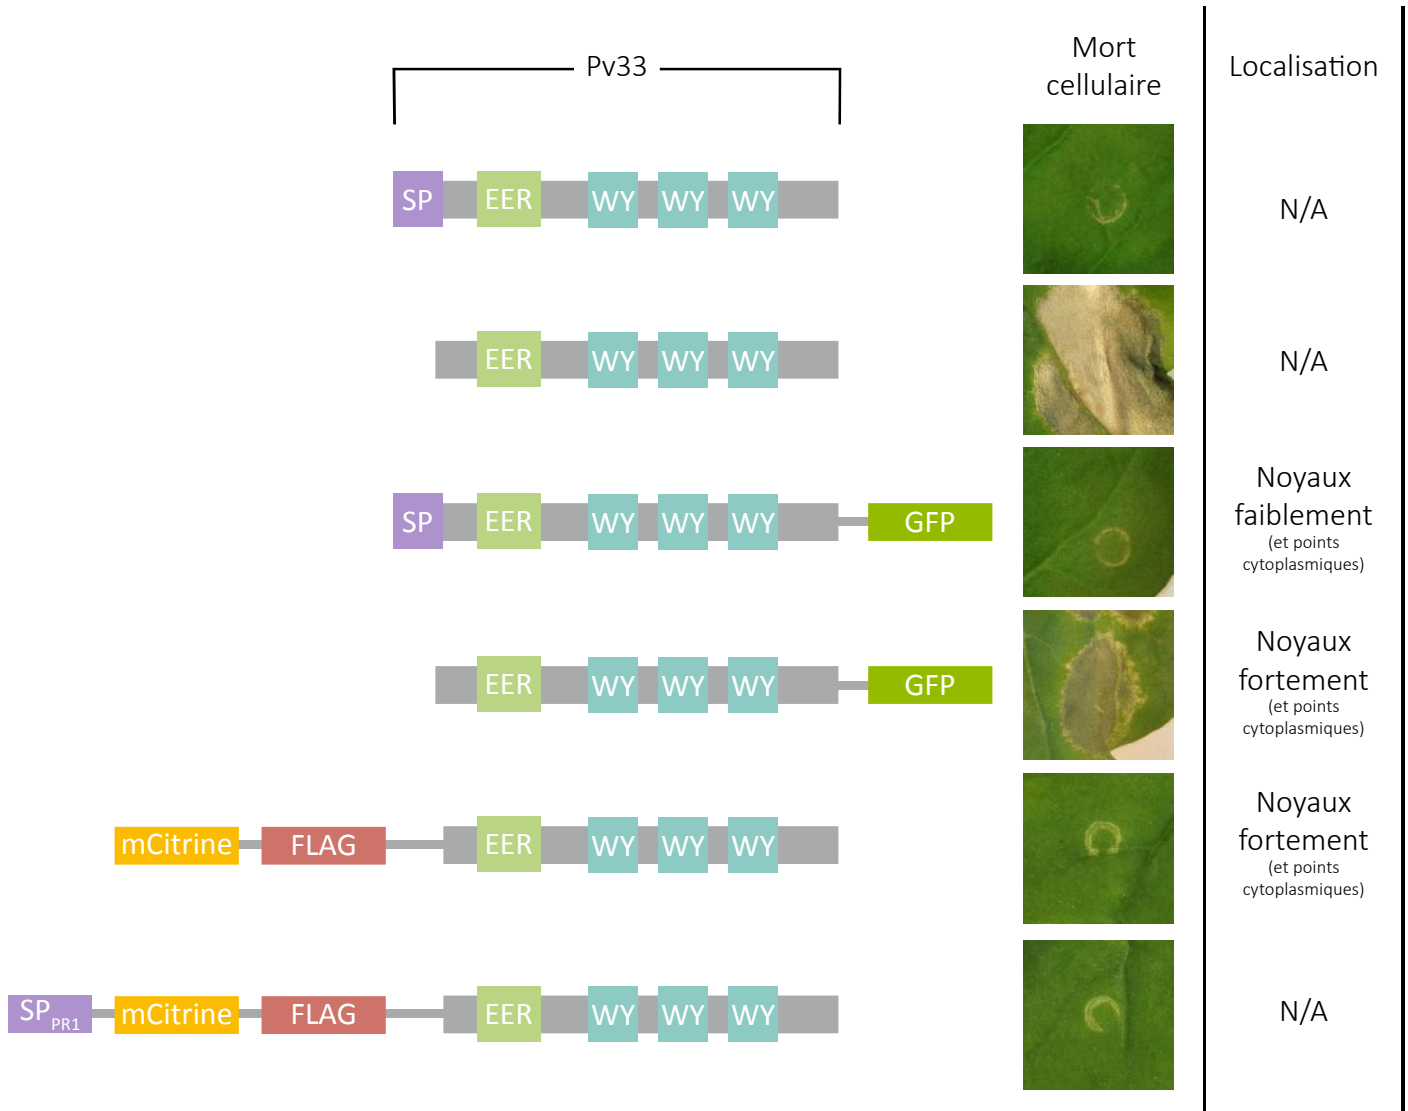 Pv33
Mort
cellulaire
Localisation
SP EER WY WY WY
N/A
EER WY WY WY
N/A
SP EER WY WY WY GFP
Noyaux
faiblement
(et points
cytoplasmiques)
EER WY WY WY GFP
Noyaux
fortement
(et points
cytoplasmiques)
mCitrine FLAG EER WY WY WY
Noyaux
fortement
(et points
cytoplasmiques)
SP PR1 mCitrine FLAG EER WY WY WY
N/A